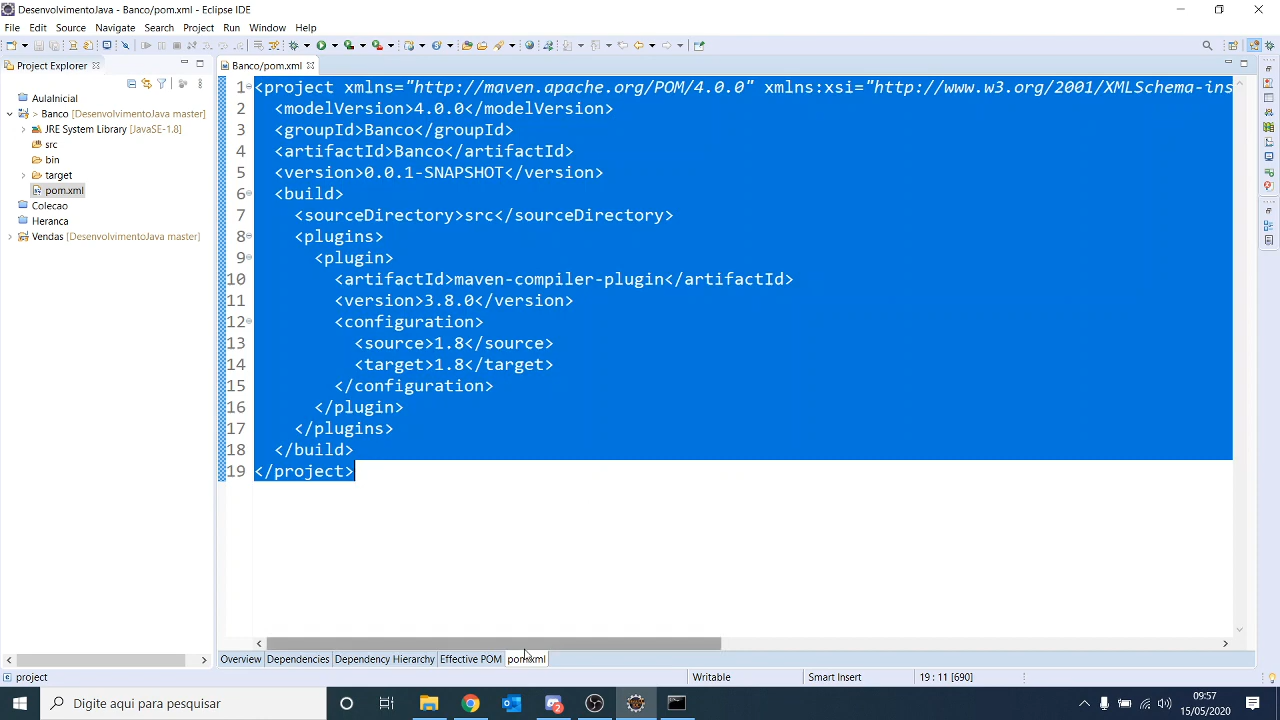 DesenvolvimentoJava - Banco/pom.xml - Eclipse IDE
File Edit Source Navigate Search Project Run Window Help
Project Explorer
Banco/pom.xml
AulaInicial
> Banco [DesenvolvimentoJava master]
JRE System Library [JavaSE-1.8]
src
bin
target
pom.xml
Colecao
Heranca
Vendas [DesenvolvimentoJava master]
1 <project xmlns="http://maven.apache.org/POM/4.0.0" xmlns:xsi="http://www.w3.org/2001/XMLSchema-ins
2 <modelVersion>4.0.0</modelVersion>
3 <groupId>Banco</groupId>
4 <artifactId>Banco</artifactId>
5 <version>0.0.1-SNAPSHOT</version>
6 <build>
7 <sourceDirectory>src</sourceDirectory>
8 <plugins>
9 <plugin>
10 <artifactId>maven-compiler-plugin</artifactId>
11 <version>3.8.0</version>
12 <configuration>
13 <source>1.8</source>
14 <target>1.8</target>
15 </configuration>
16 </plugin>
17 </plugins>
18 </build>
19 </project>
Overview Dependencies Dependency Hierarchy Effective POM pom.xml
project Writable Smart Insert 19 : 11 [690]
Digite aqui para pesquisar
09:57
15/05/2020